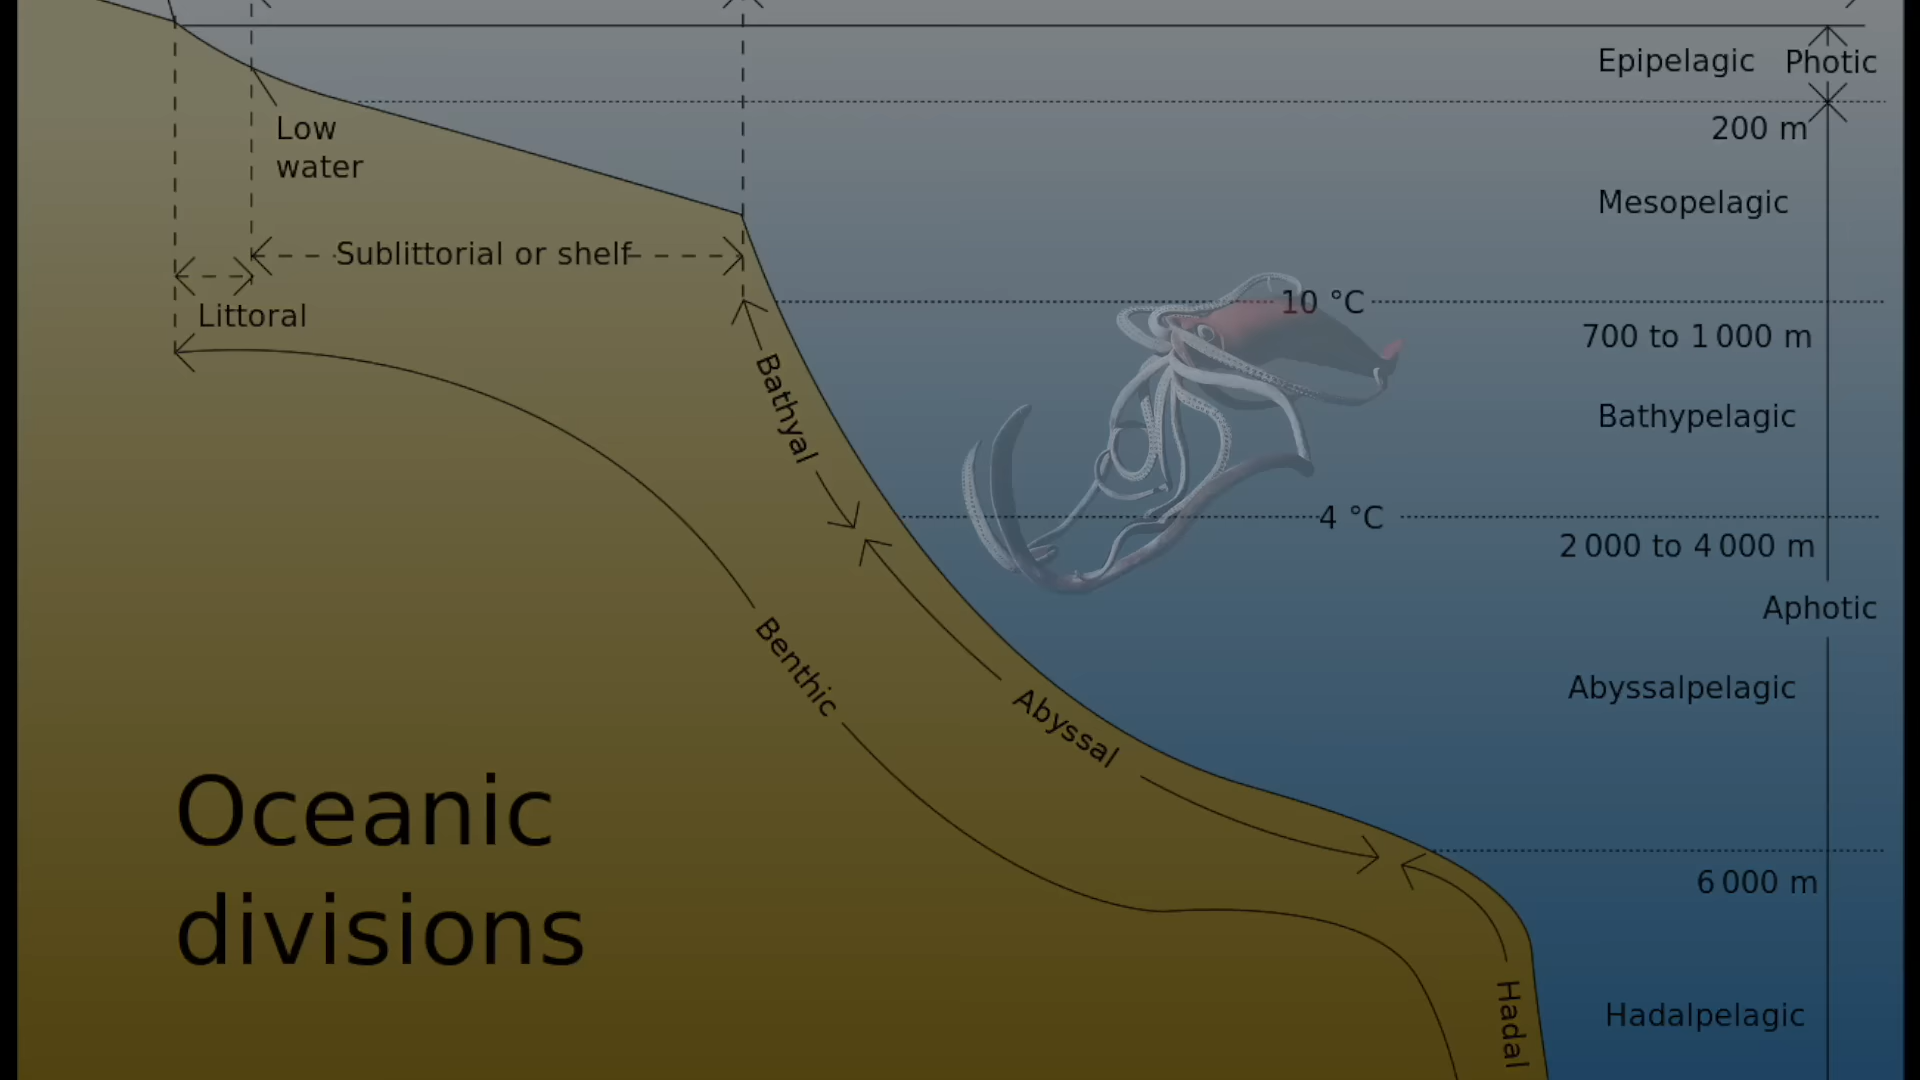 Epipelagic
Photic
200 m
Low
water
Mesopelagic
Sublittorial or shelf
10 °C
Littoral
700 to 1 000 m
Bathyal
Bathypelagic
4 °C
2 000 to 4 000 m
Aphotic
Benthic
Abyssal
Abyssalpelagic
Oceanic
divisions
6 000 m
Hadal
Hadalpelagic